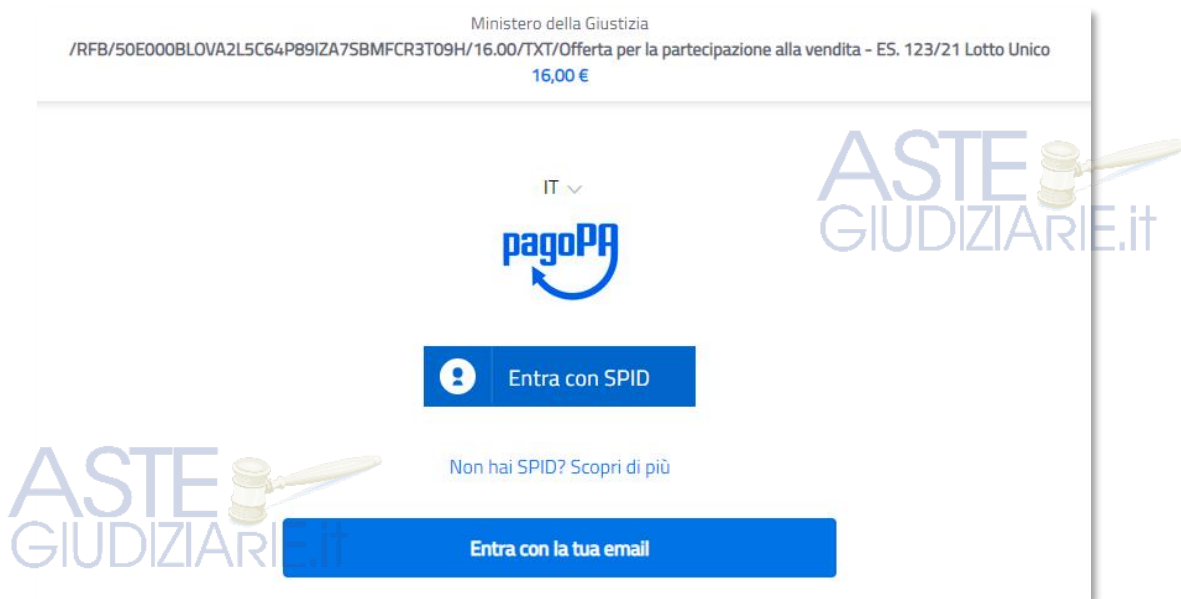 Ministero della Giustizia
/RFB/50E000BLOVA2L5C64P89IZA7SBMFCR3T09H/16.00/TXT/Offerta per la partecipazione alla vendita - ES. 123/21 Lotto Unico
16,00 €
IT
ASTE
GIUDIZIARIE.it
pagoPA
Entra con SPID
Non hai SPID? Scopri di più
ASTE
GIUDIZIARIE.it
Entra con la tua email